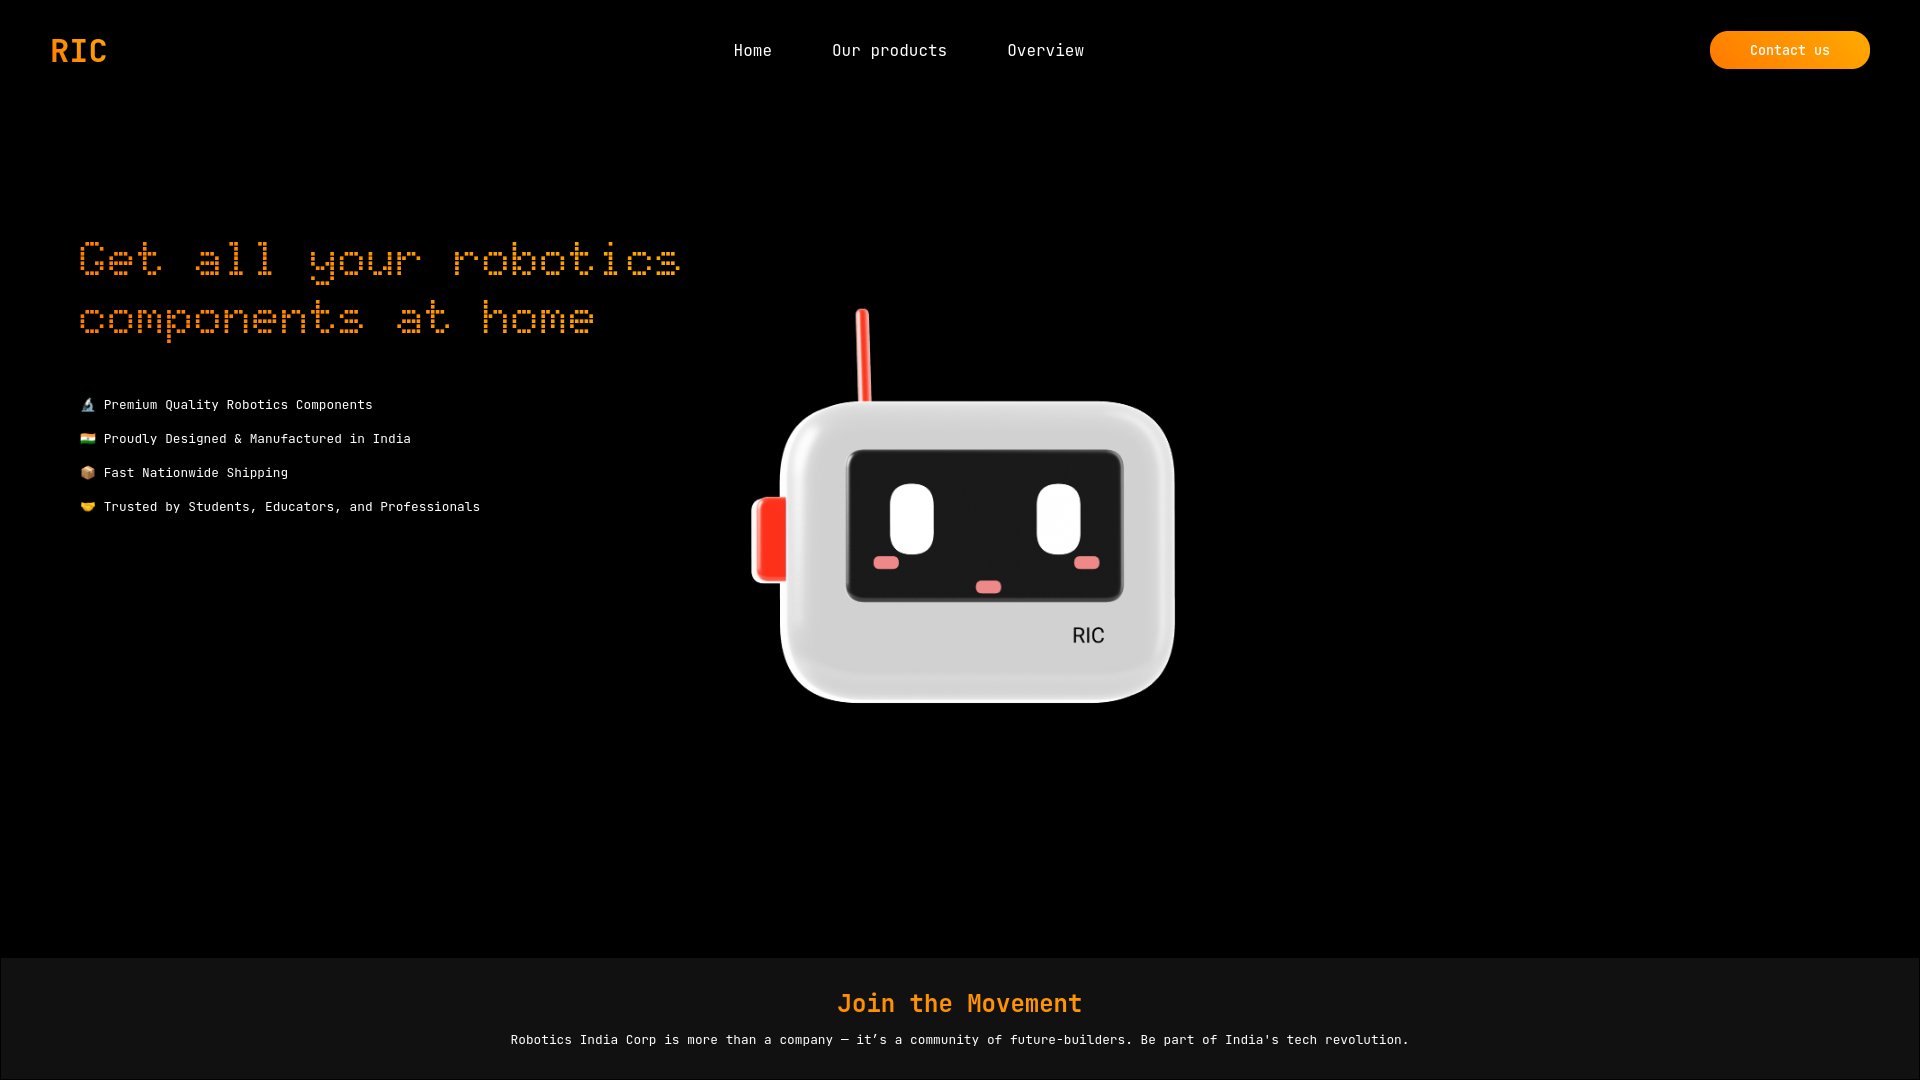 RIC
Home
Our products
Overview
Contact us
Get all your robotics
components at home
🔬 Premium Quality Robotics Components
🇮🇳 Proudly Designed & Manufactured in India
📦 Fast Nationwide Shipping
🤝 Trusted by Students, Educators, and Professionals
RIC
Join the Movement
Robotics India Corp is more than a company — it’s a community of future-builders. Be part of India's tech revolution.